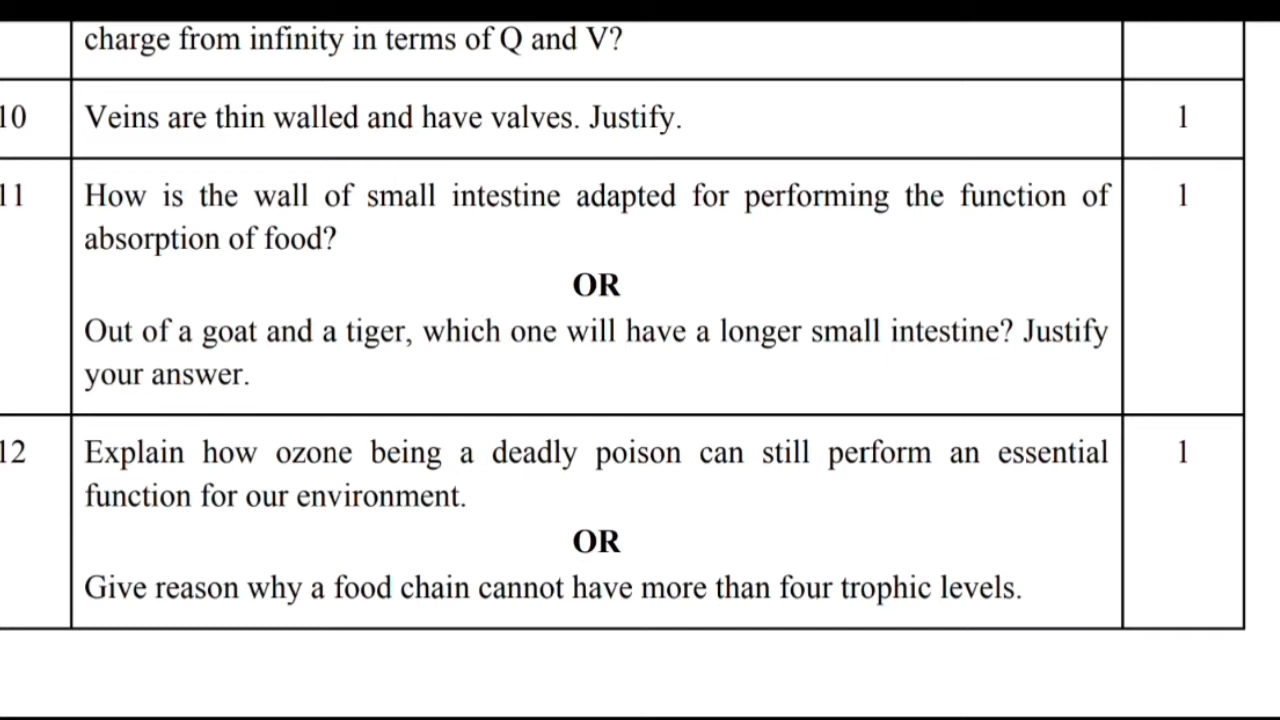 charge from infinity in terms of Q and V?
10 Veins are thin walled and have valves. Justify. 1
11 How is the wall of small intestine adapted for performing the function of 1
absorption of food?
OR
Out of a goat and a tiger, which one will have a longer small intestine? Justify
your answer.
12 Explain how ozone being a deadly poison can still perform an essential 1
function for our environment.
OR
Give reason why a food chain cannot have more than four trophic levels.